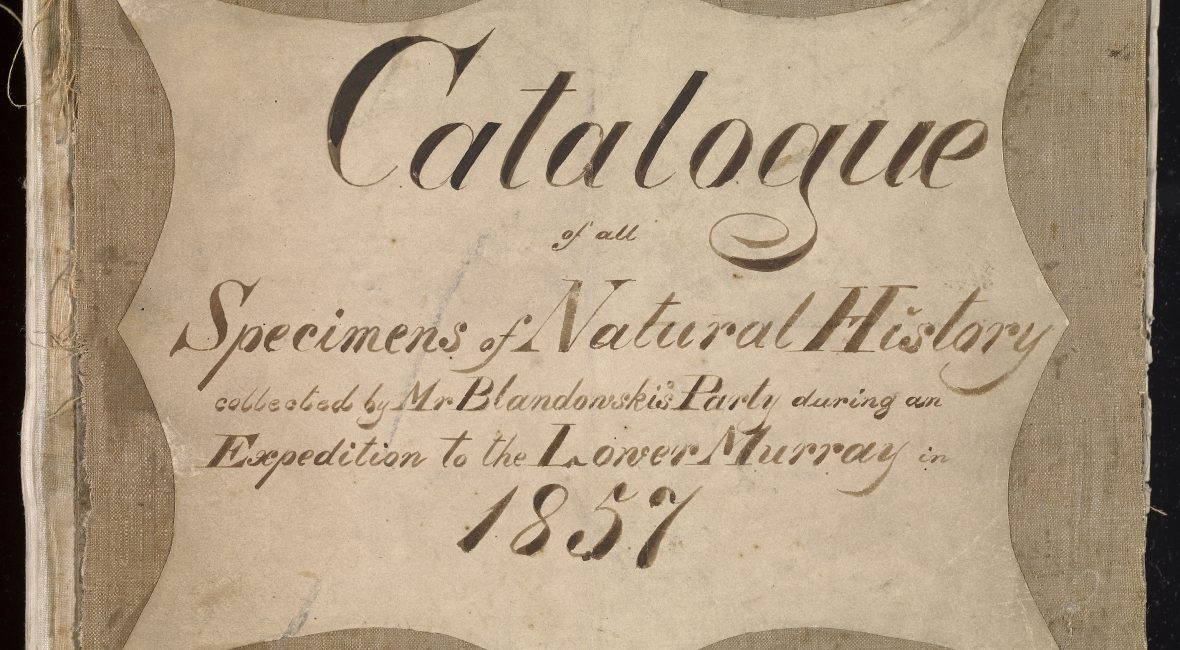 Catalogue
of all
Specimens of Natural History
collected by Mr Blandowski's Party during an
Expedition to the Lower Murray in
1857